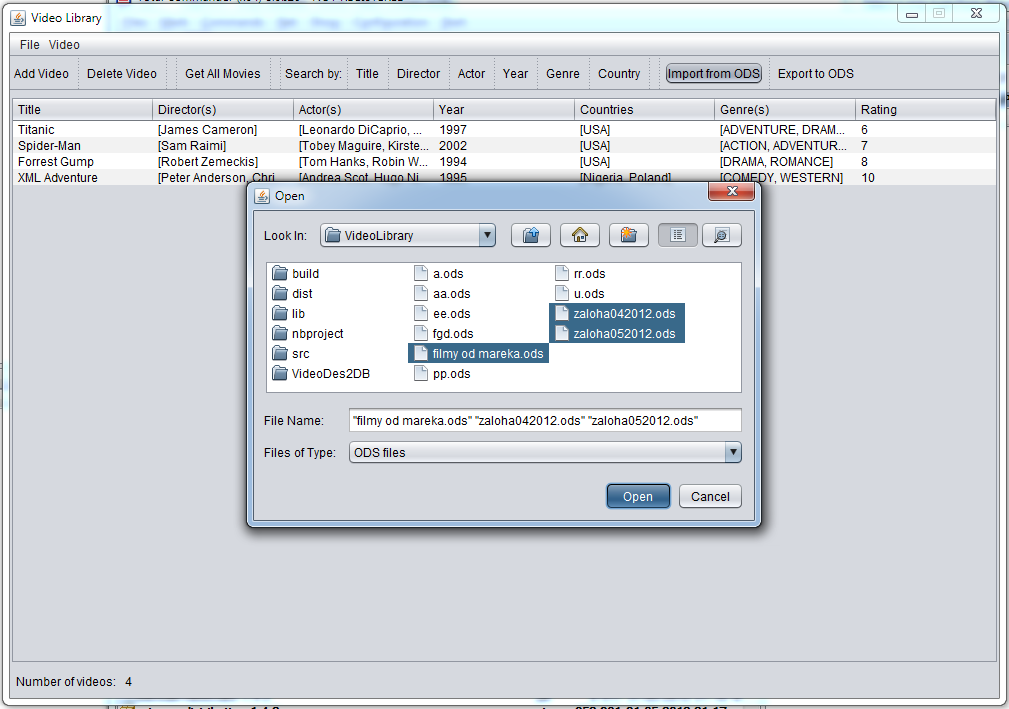 Video Library
File Video
Add Video Delete Video Get All Movies Search by: Title Director Actor Year Genre Country Import from ODS Export to ODS
Title Director(s) Actor(s) Year Countries Genre(s) Rating
Titanic [James Cameron] [Leonardo DiCaprio, ... 1997 [USA] [ADVENTURE, DRAM... 6
Spider-Man [Sam Raimi] [Tobey Maguire, Kirste... 2002 [USA] [ACTION, ADVENTUR... 7
Forrest Gump [Robert Zemeckis] [Tom Hanks, Robin W... 1994 [USA] [DRAMA, ROMANCE] 8
XML Adventure [Peter Anderson, Chri [Andrea Scot, Hugo Ni 1995 [Nigeria, Poland] [COMEDY, WESTERN] 10
Open
Look In: VideoLibrary
build a.ods rr.ods
dist aa.ods u.ods
lib ee.ods zaloha042012.ods
nbproject fgd.ods zaloha052012.ods
src filmy od mareka.ods
VideoDes2DB pp.ods
File Name: "filmy od mareka.ods" "zaloha042012.ods" "zaloha052012.ods"
Files of Type: ODS files
Open Cancel
Number of videos: 4